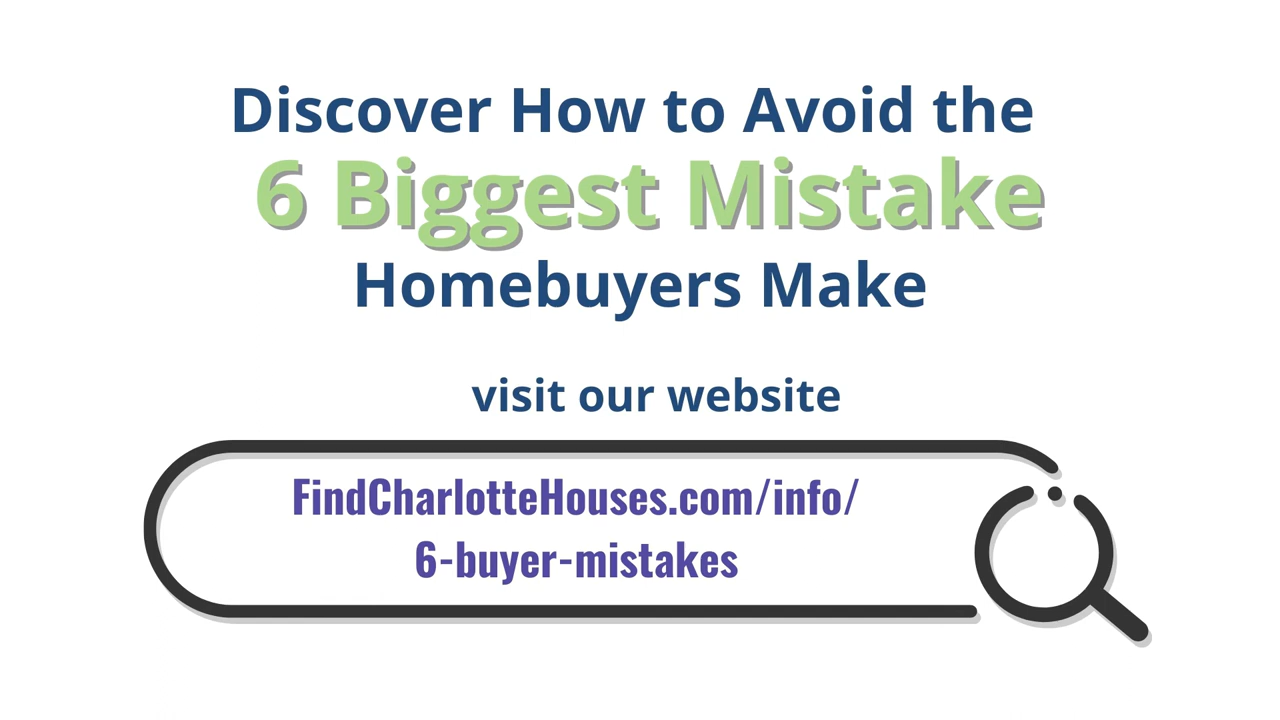 Discover How to Avoid the
6 Biggest Mistake
Homebuyers Make
visit our website
FindCharlotteHouses.com/info/
6-buyer-mistakes